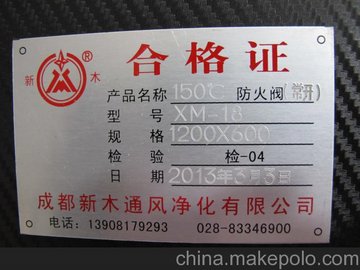 合格证
新 木 ®
产品名称 150℃ 防火阀(常开)
型 号 XM-18
规 格 1200X600
检 验 检-04
日 期 2013年3月3日
成都新木通风净化有限公司
电话:13908179293 028-83346900
china.makepolo.com